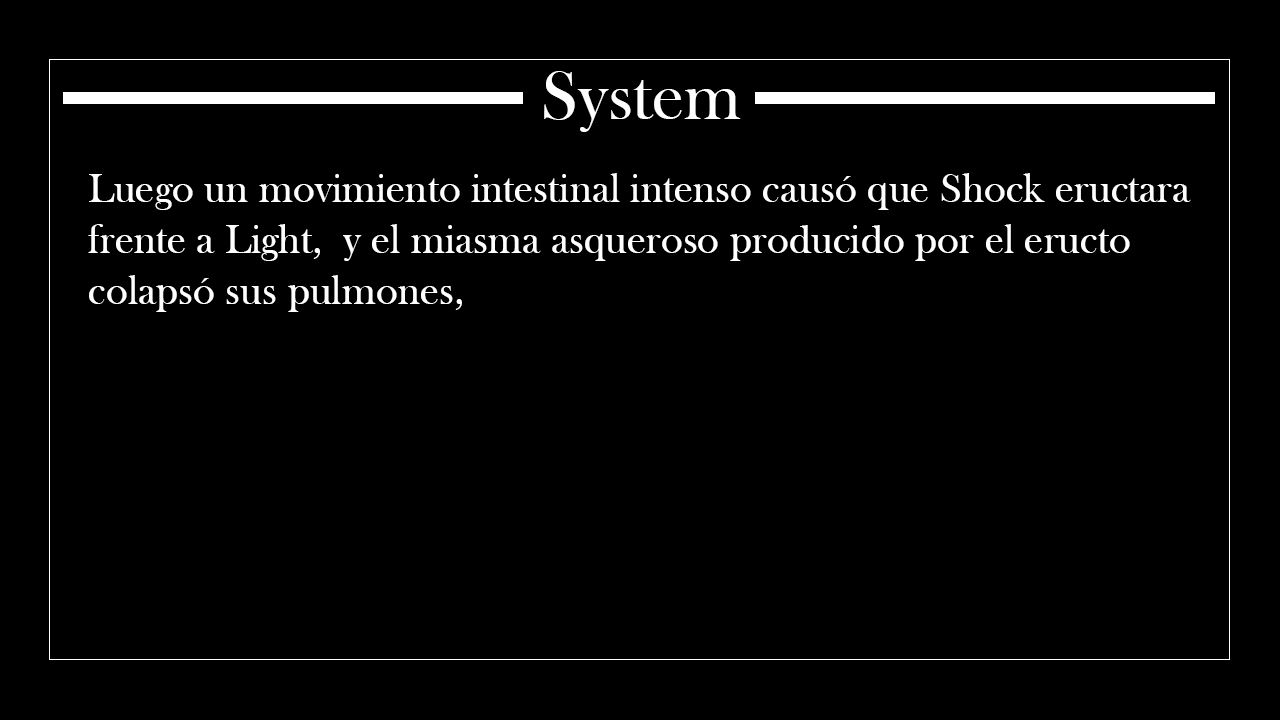 System
Luego un movimiento intestinal intenso causó que Shock eructara
frente a Light,  y el miasma asqueroso producido por el eructo
colapsó sus pulmones,